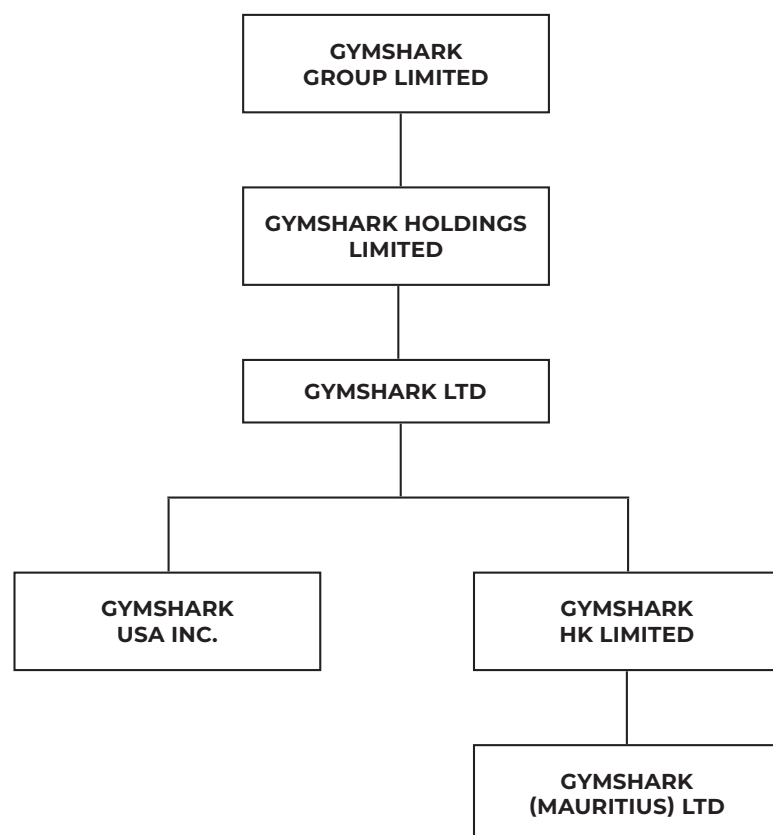 GYMSHARK
GROUP LIMITED
GYMSHARK HOLDINGS
LIMITED
GYMSHARK LTD
GYMSHARK
USA INC.
GYMSHARK
HK LIMITED
GYMSHARK
(MAURITIUS) LTD